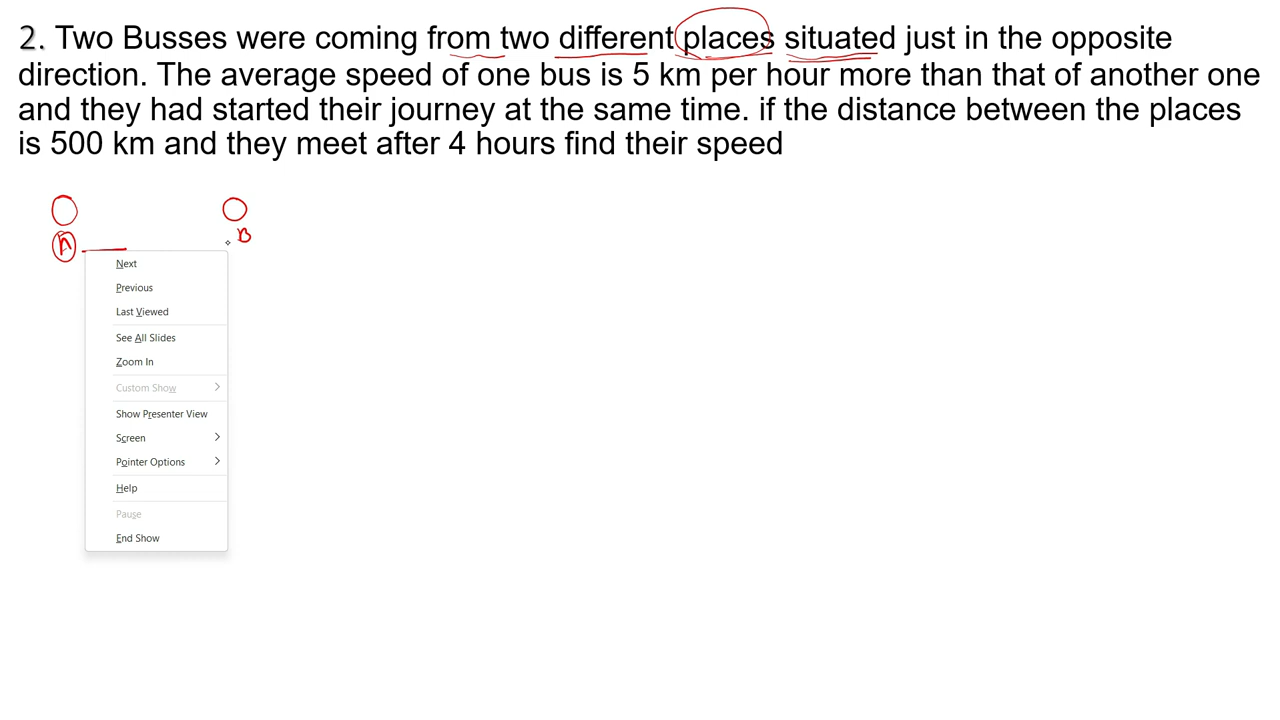 2. Two Busses were coming from two different places situated just in the opposite
direction. The average speed of one bus is 5 km per hour more than that of another one
and they had started their journey at the same time. if the distance between the places
is 500 km and they meet after 4 hours find their speed
A B
Next
Previous
Last Viewed
See All Slides
Zoom In
Custom Show
Show Presenter View
Screen
Pointer Options
Help
Pause
End Show